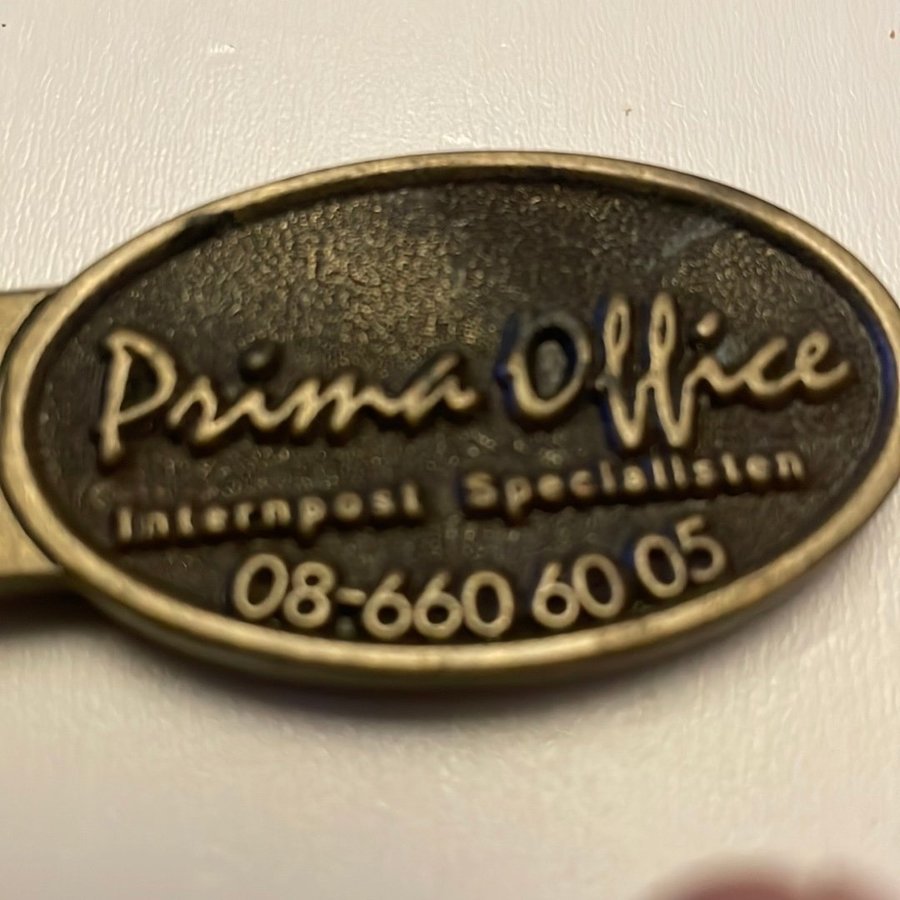 Prima Office
Internpost Specialisten
08-660 60 05